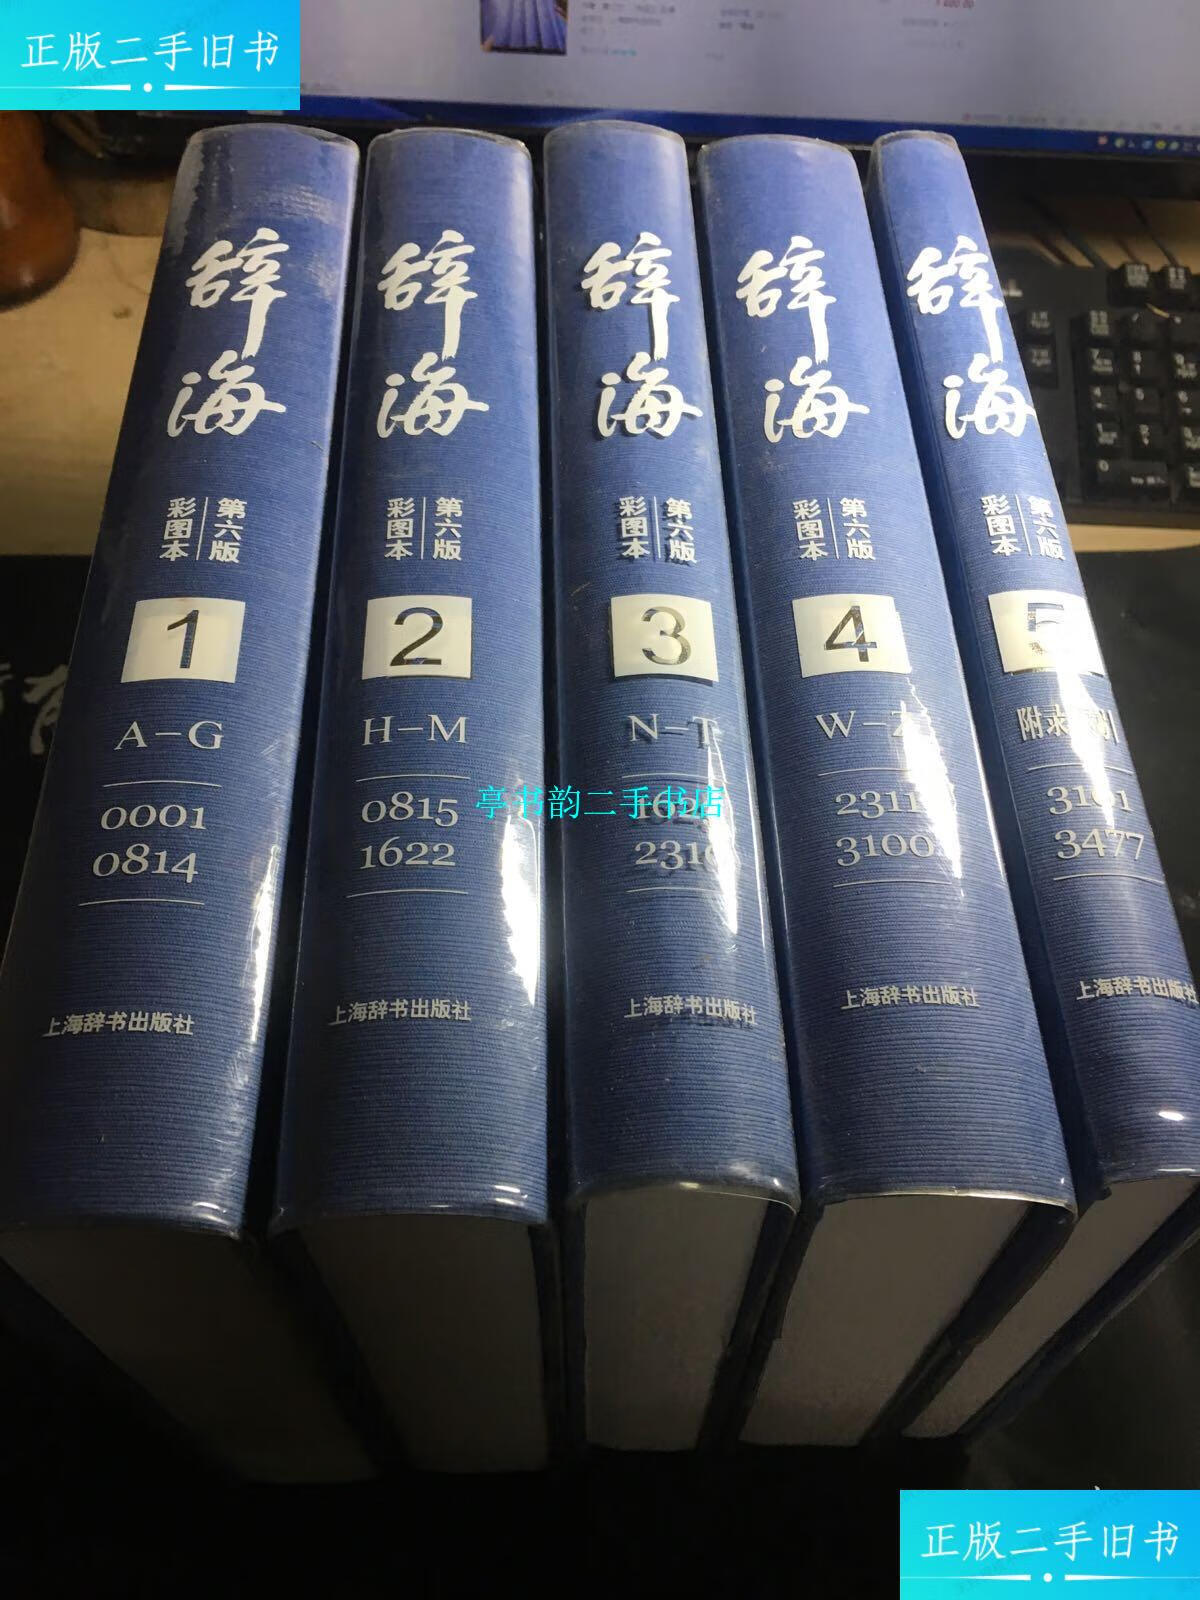 正版二手旧书
辞海
第六版
彩图本
1
A–G
0001
0814
上海辞书出版社
辞海
第六版
彩图本
2
H–M
0815
1622
上海辞书出版社
辞海
第六版
彩图本
3
N–T
2316
上海辞书出版社
辞海
第六版
彩图本
4
W–Z
2311
3100
上海辞书出版社
辞海
第六版
彩图本
5
3101
3477
上海辞书出版社
亭书韵二手书店
正版二手旧书